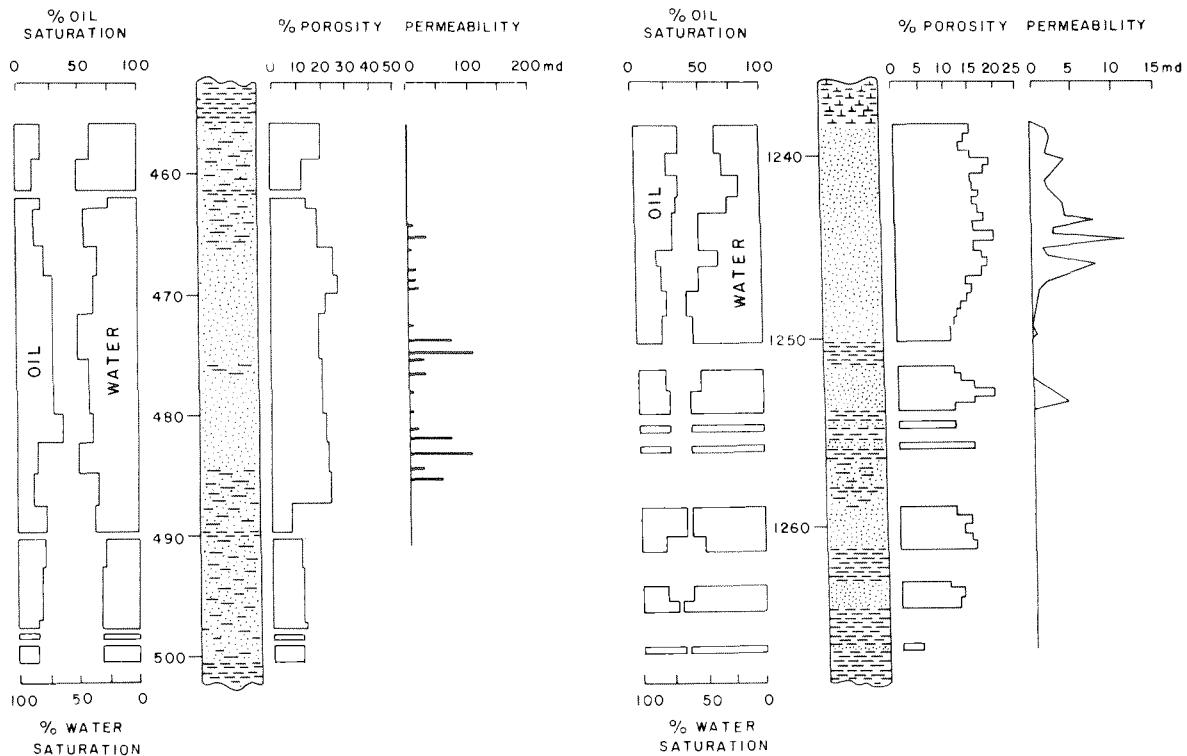 % OIL
SATURATION
% POROSITY PERMEABILITY
0 50 100
0 10 20 30 40 50 0 100 200 md
460
470
480
490
500
OIL
WATER
100 50 0
% WATER
SATURATION
% OIL
SATURATION
% POROSITY PERMEABILITY
0 50 100
0 5 10 15 20 25 0 5 10 15 md
1240
1250
1260
OIL
WATER
100 50 0
% WATER
SATURATION